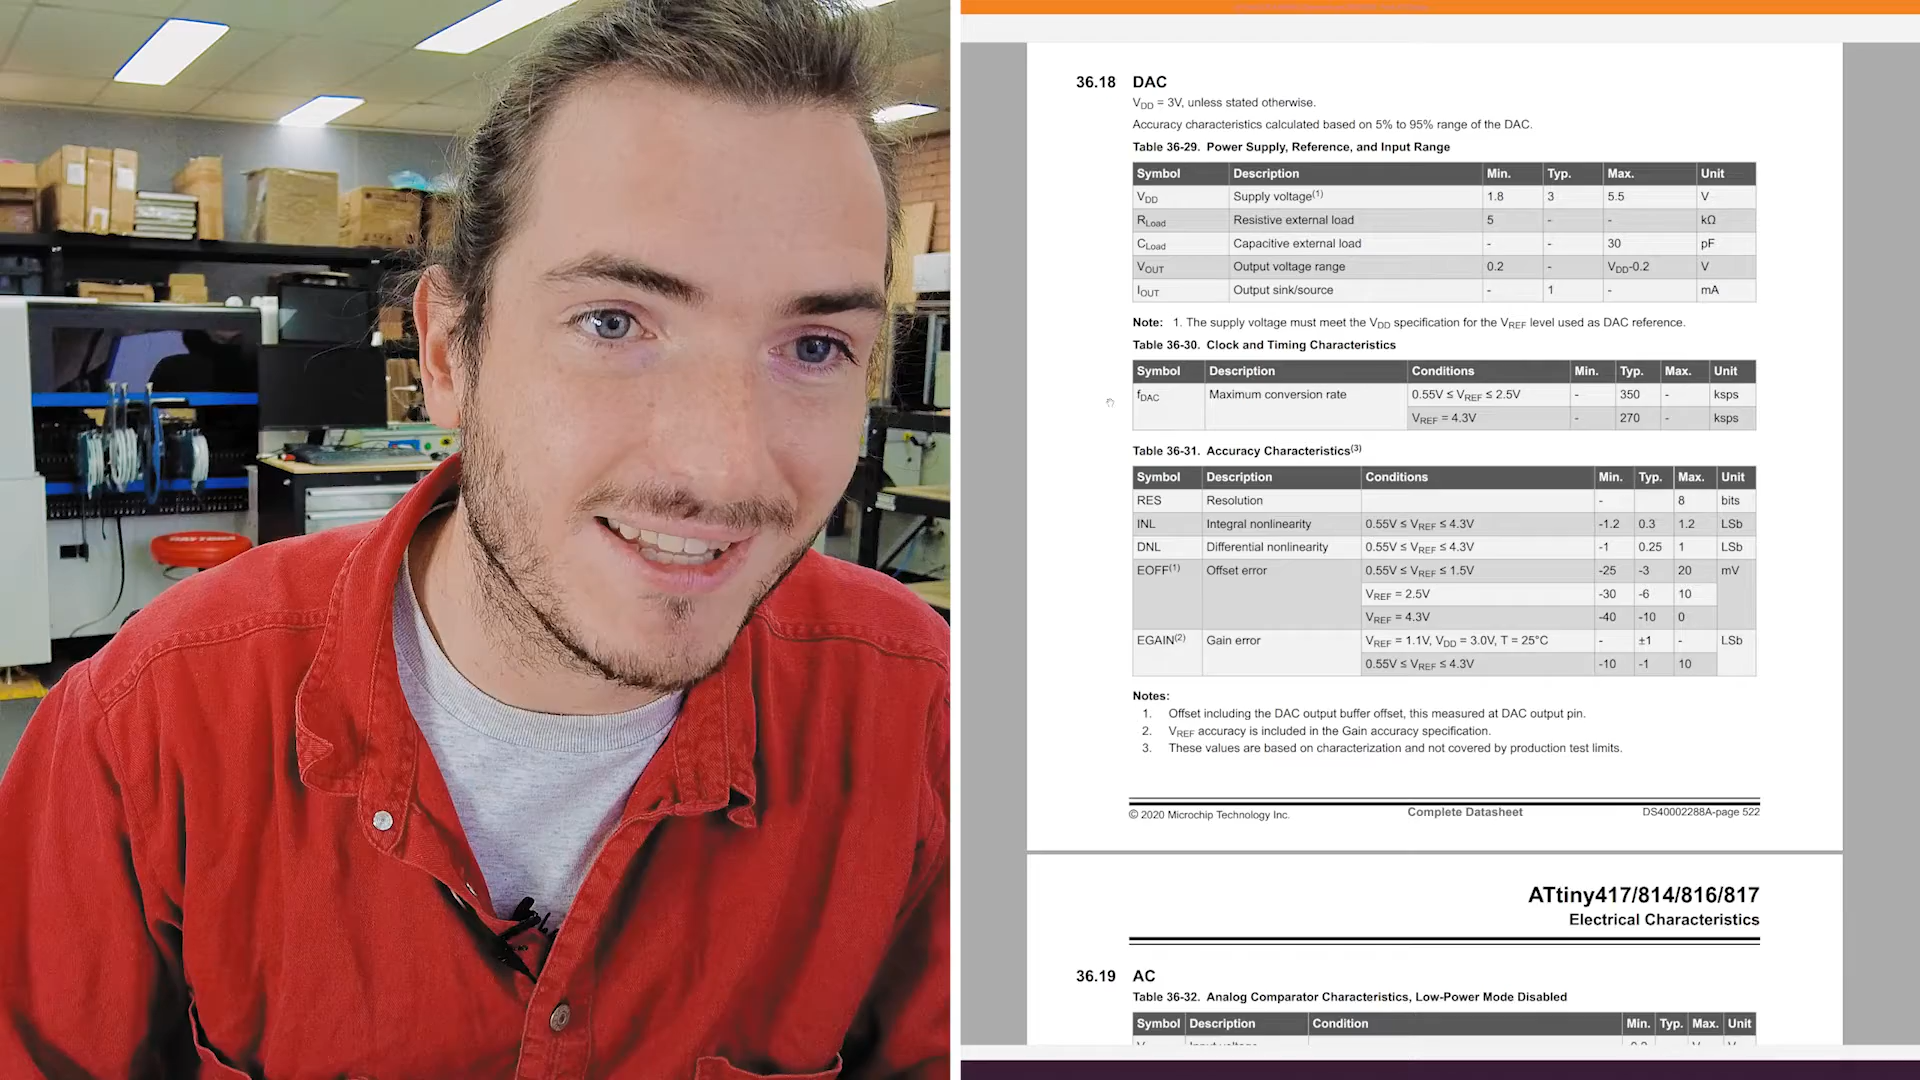 36.18 DAC
VDD = 3V, unless stated otherwise.
Accuracy characteristics calculated based on 5% to 95% range of the DAC.
Table 36-29. Power Supply, Reference, and Input Range
Symbol Description Min. Typ. Max. Unit
VDD Supply voltage(1) 1.8 3 5.5 V
RLoad Resistive external load 5 - - kΩ
CLoad Capacitive external load - - 30 pF
VOUT Output voltage range 0.2 - VDD-0.2 V
IOUT Output sink/source - 1 - mA
Note: 1. The supply voltage must meet the VDD specification for the VREF level used as DAC reference.
Table 36-30. Clock and Timing Characteristics
Symbol Description Conditions Min. Typ. Max. Unit
fDAC Maximum conversion rate 0.55V ≤ VREF ≤ 2.5V - 350 - ksps
VREF = 4.3V - 270 - ksps
Table 36-31. Accuracy Characteristics(3)
Symbol Description Conditions Min. Typ. Max. Unit
RES Resolution - 8 bits
INL Integral nonlinearity 0.55V ≤ VREF ≤ 4.3V -1.2 0.3 1.2 LSb
DNL Differential nonlinearity 0.55V ≤ VREF ≤ 4.3V -1 0.25 1 LSb
EOFF(1) Offset error 0.55V ≤ VREF ≤ 1.5V -25 -3 20 mV
VREF = 2.5V -30 -6 10
VREF = 4.3V -40 -10 0
EGAIN(2) Gain error VREF = 1.1V, VDD = 3.0V, T = 25°C - ±1 - LSb
0.55V ≤ VREF ≤ 4.3V -10 -1 10
Notes:
1. Offset including the DAC output buffer offset, this measured at DAC output pin.
2. VREF accuracy is included in the Gain accuracy specification.
3. These values are based on characterization and not covered by production test limits.
© 2020 Microchip Technology Inc. Complete Datasheet DS40002288A-page 522
ATtiny417/814/816/817
Electrical Characteristics
36.19 AC
Table 36-32. Analog Comparator Characteristics, Low-Power Mode Disabled
Symbol Description Condition Min. Typ. Max. Unit